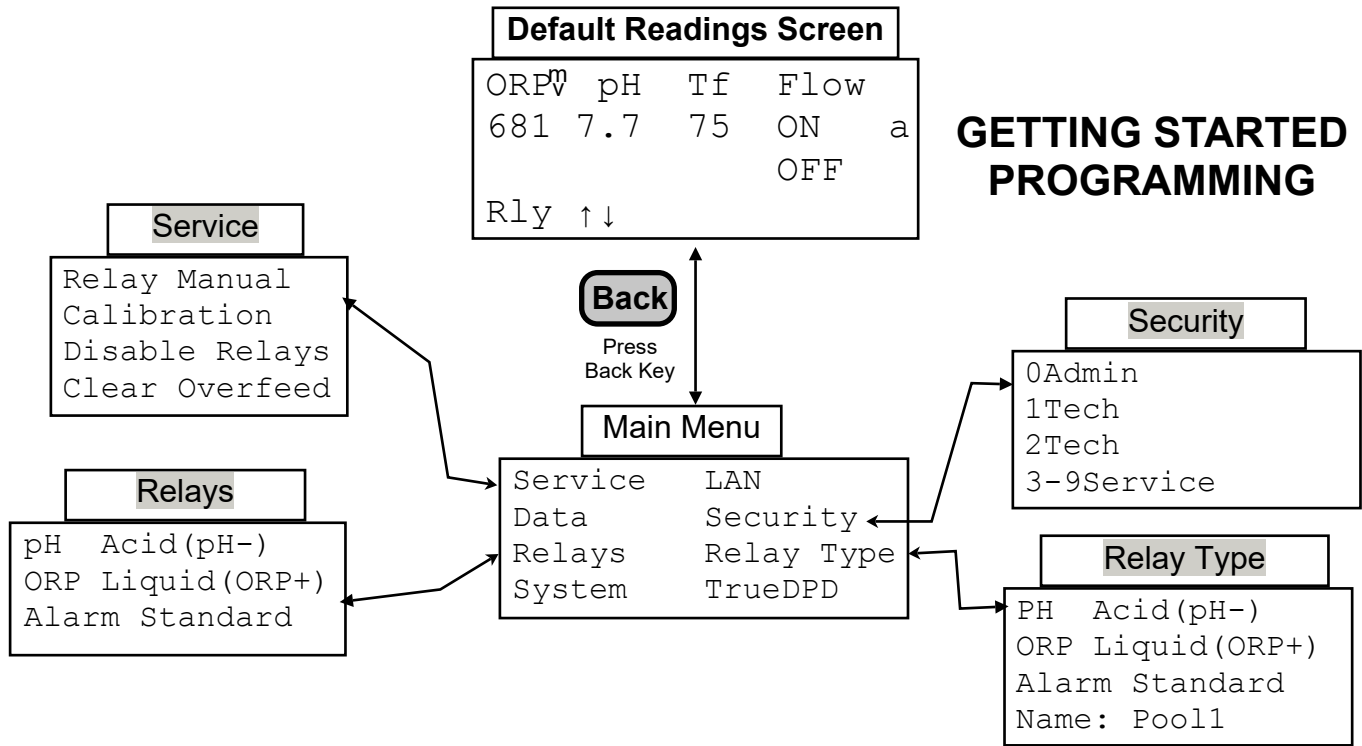 Default Readings Screen
ORPmv pH Tf Flow
681 7.7 75 ON a
OFF
Rly ↑↓
GETTING STARTED
PROGRAMMING
Service
Relay Manual
Calibration
Disable Relays
Clear Overfeed
Back
Press
Back Key
Security
0Admin
1Tech
2Tech
3-9Service
Main Menu
Service LAN
Data Security
Relays Relay Type
System TrueDPD
Relays
pH Acid(pH-)
ORP Liquid(ORP+)
Alarm Standard
Relay Type
PH Acid(pH-)
ORP Liquid(ORP+)
Alarm Standard
Name: Pool1